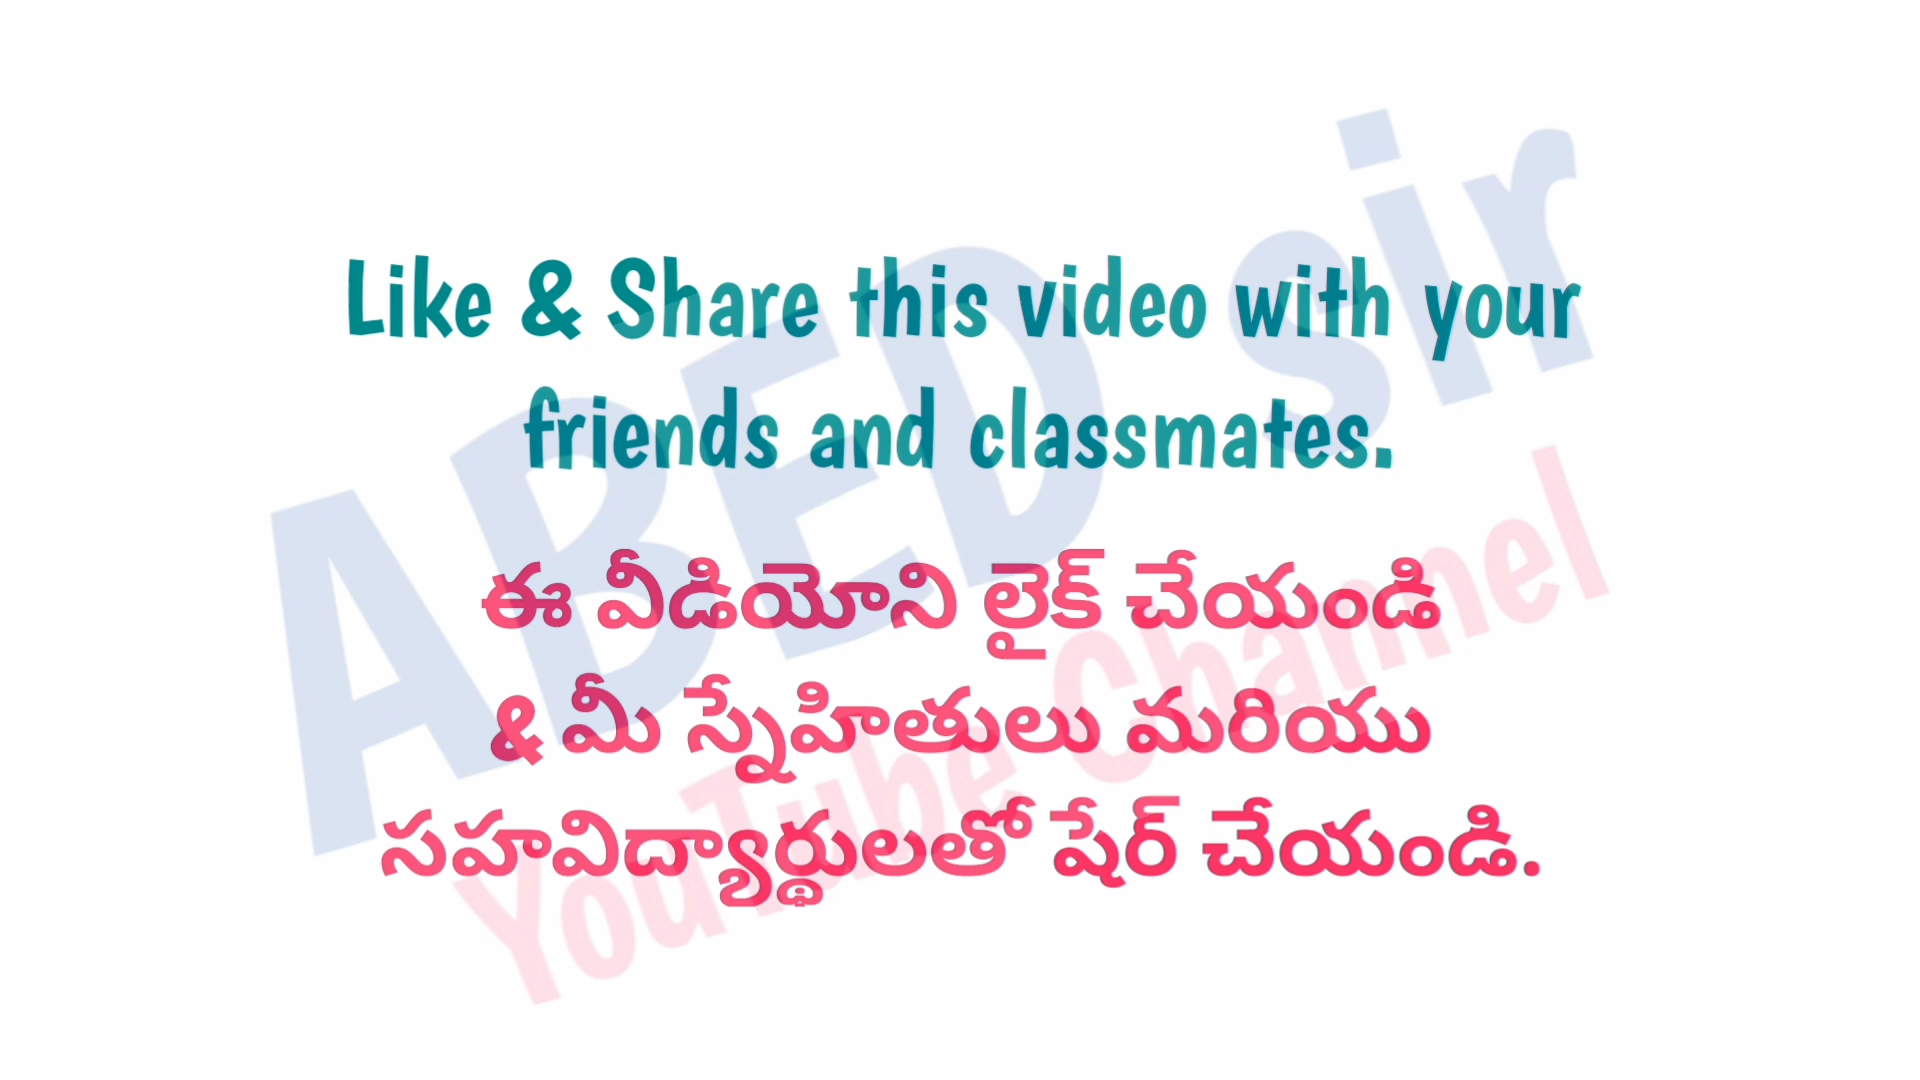 Like & Share this video with your
friends and classmates.
ఈ వీడియోని లైక్ చేయండి
& మీ స్నేహితులు మరియు
సహవిద్యార్థులతో షేర్ చేయండి.
ABED sir
YouTube Channel